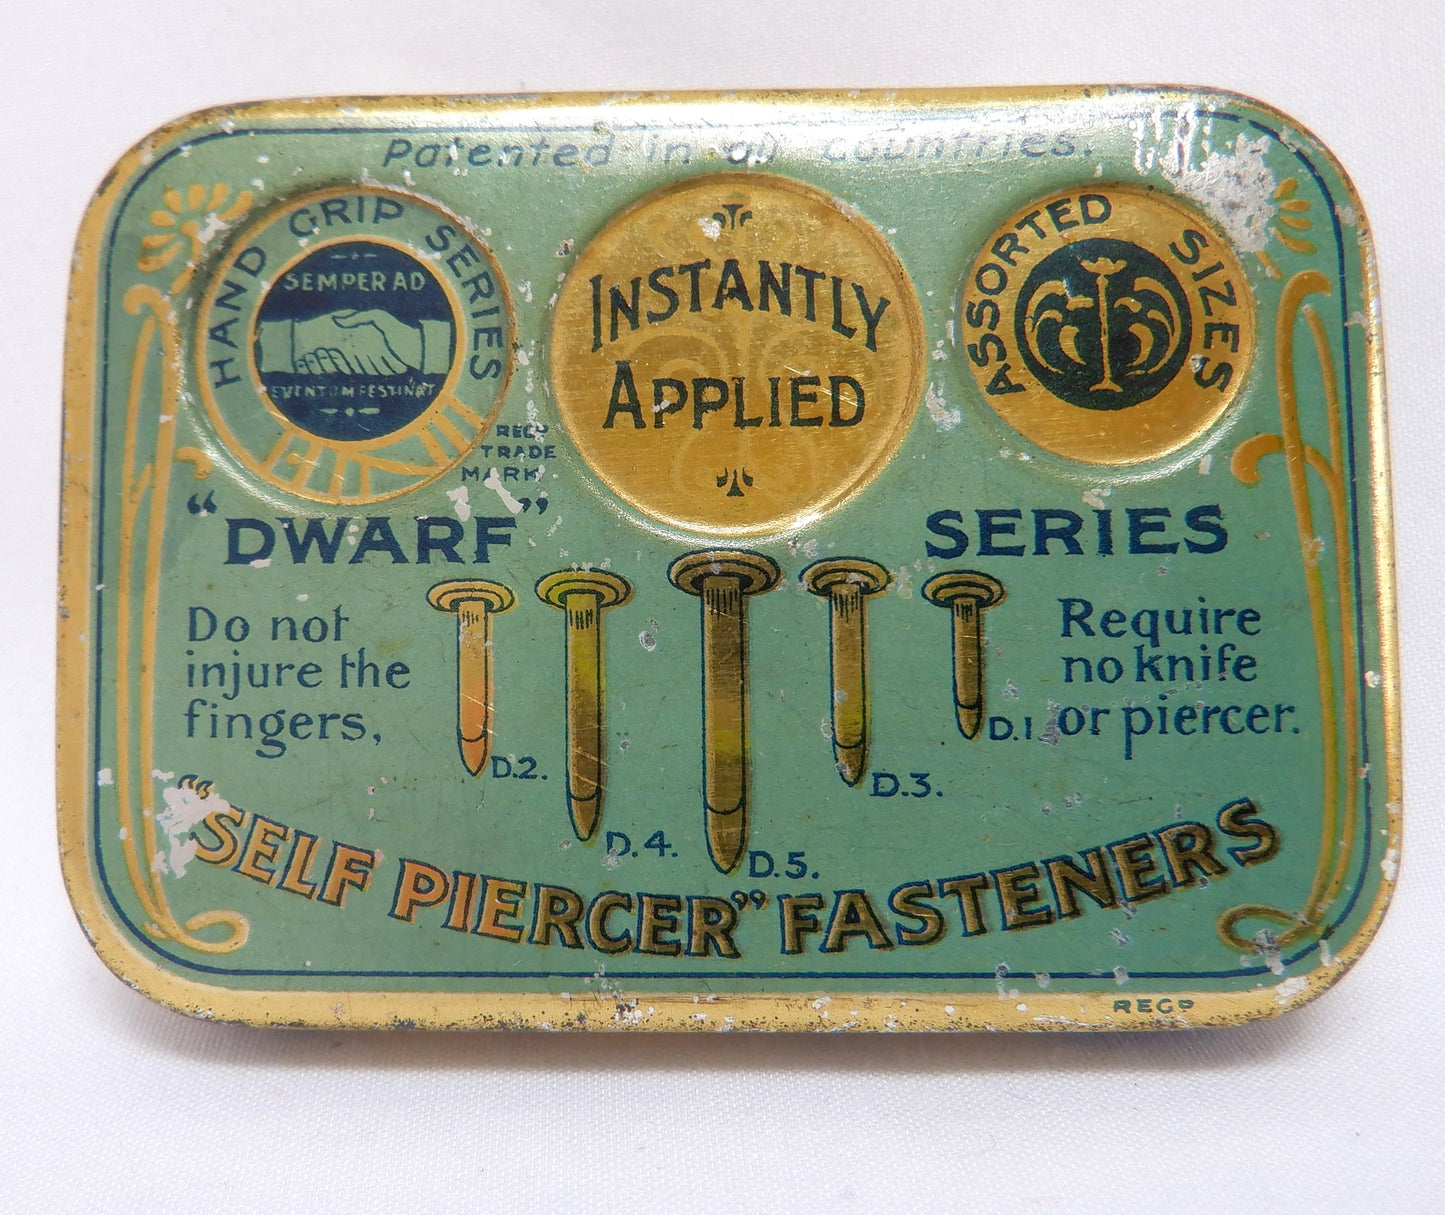 Patented in all countries.
HAND GRIP SERIES
SEMPER AD
EVENTUM FESTINAT
REGD
TRADE
MARK
INSTANTLY
APPLIED
ASSORTED SIZES
"DWARF" SERIES
Do not
injure the
fingers,
Require
no knife
or piercer.
D.2.
D.4.
D.5.
D.3.
D.1.
"SELF PIERCER" FASTENERS
REGD